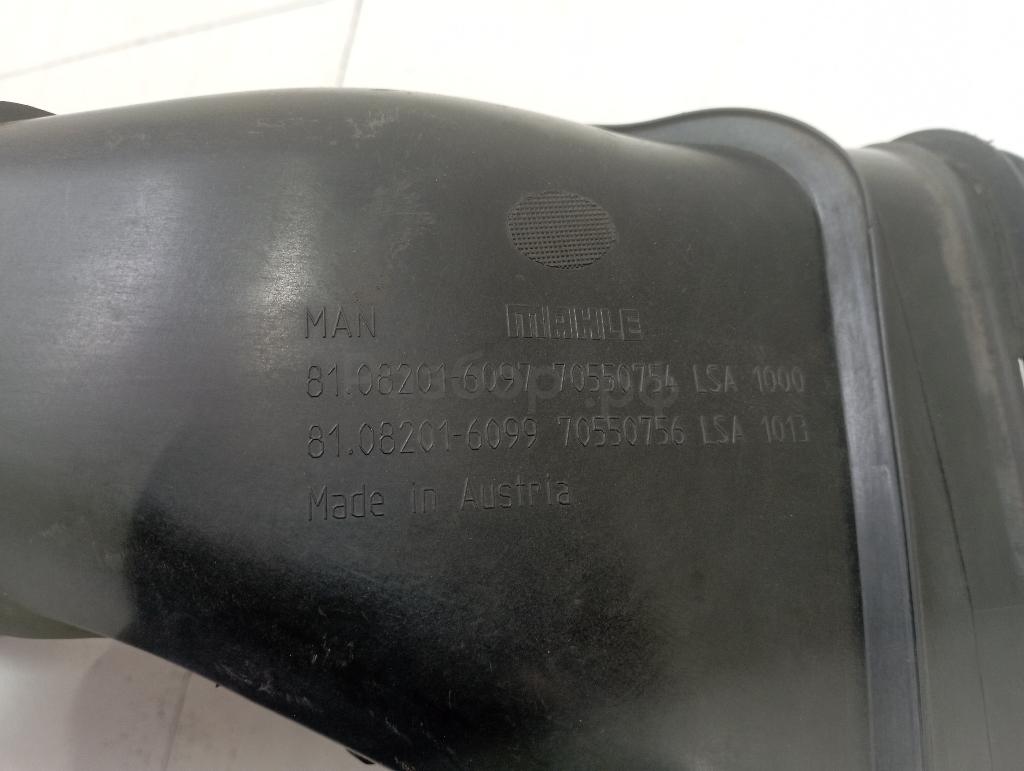 MAN MAHLE
81.08201-6097 70550754 LSA 1000
81.08201-6099 70550756 LSA 1013
Made in Austria